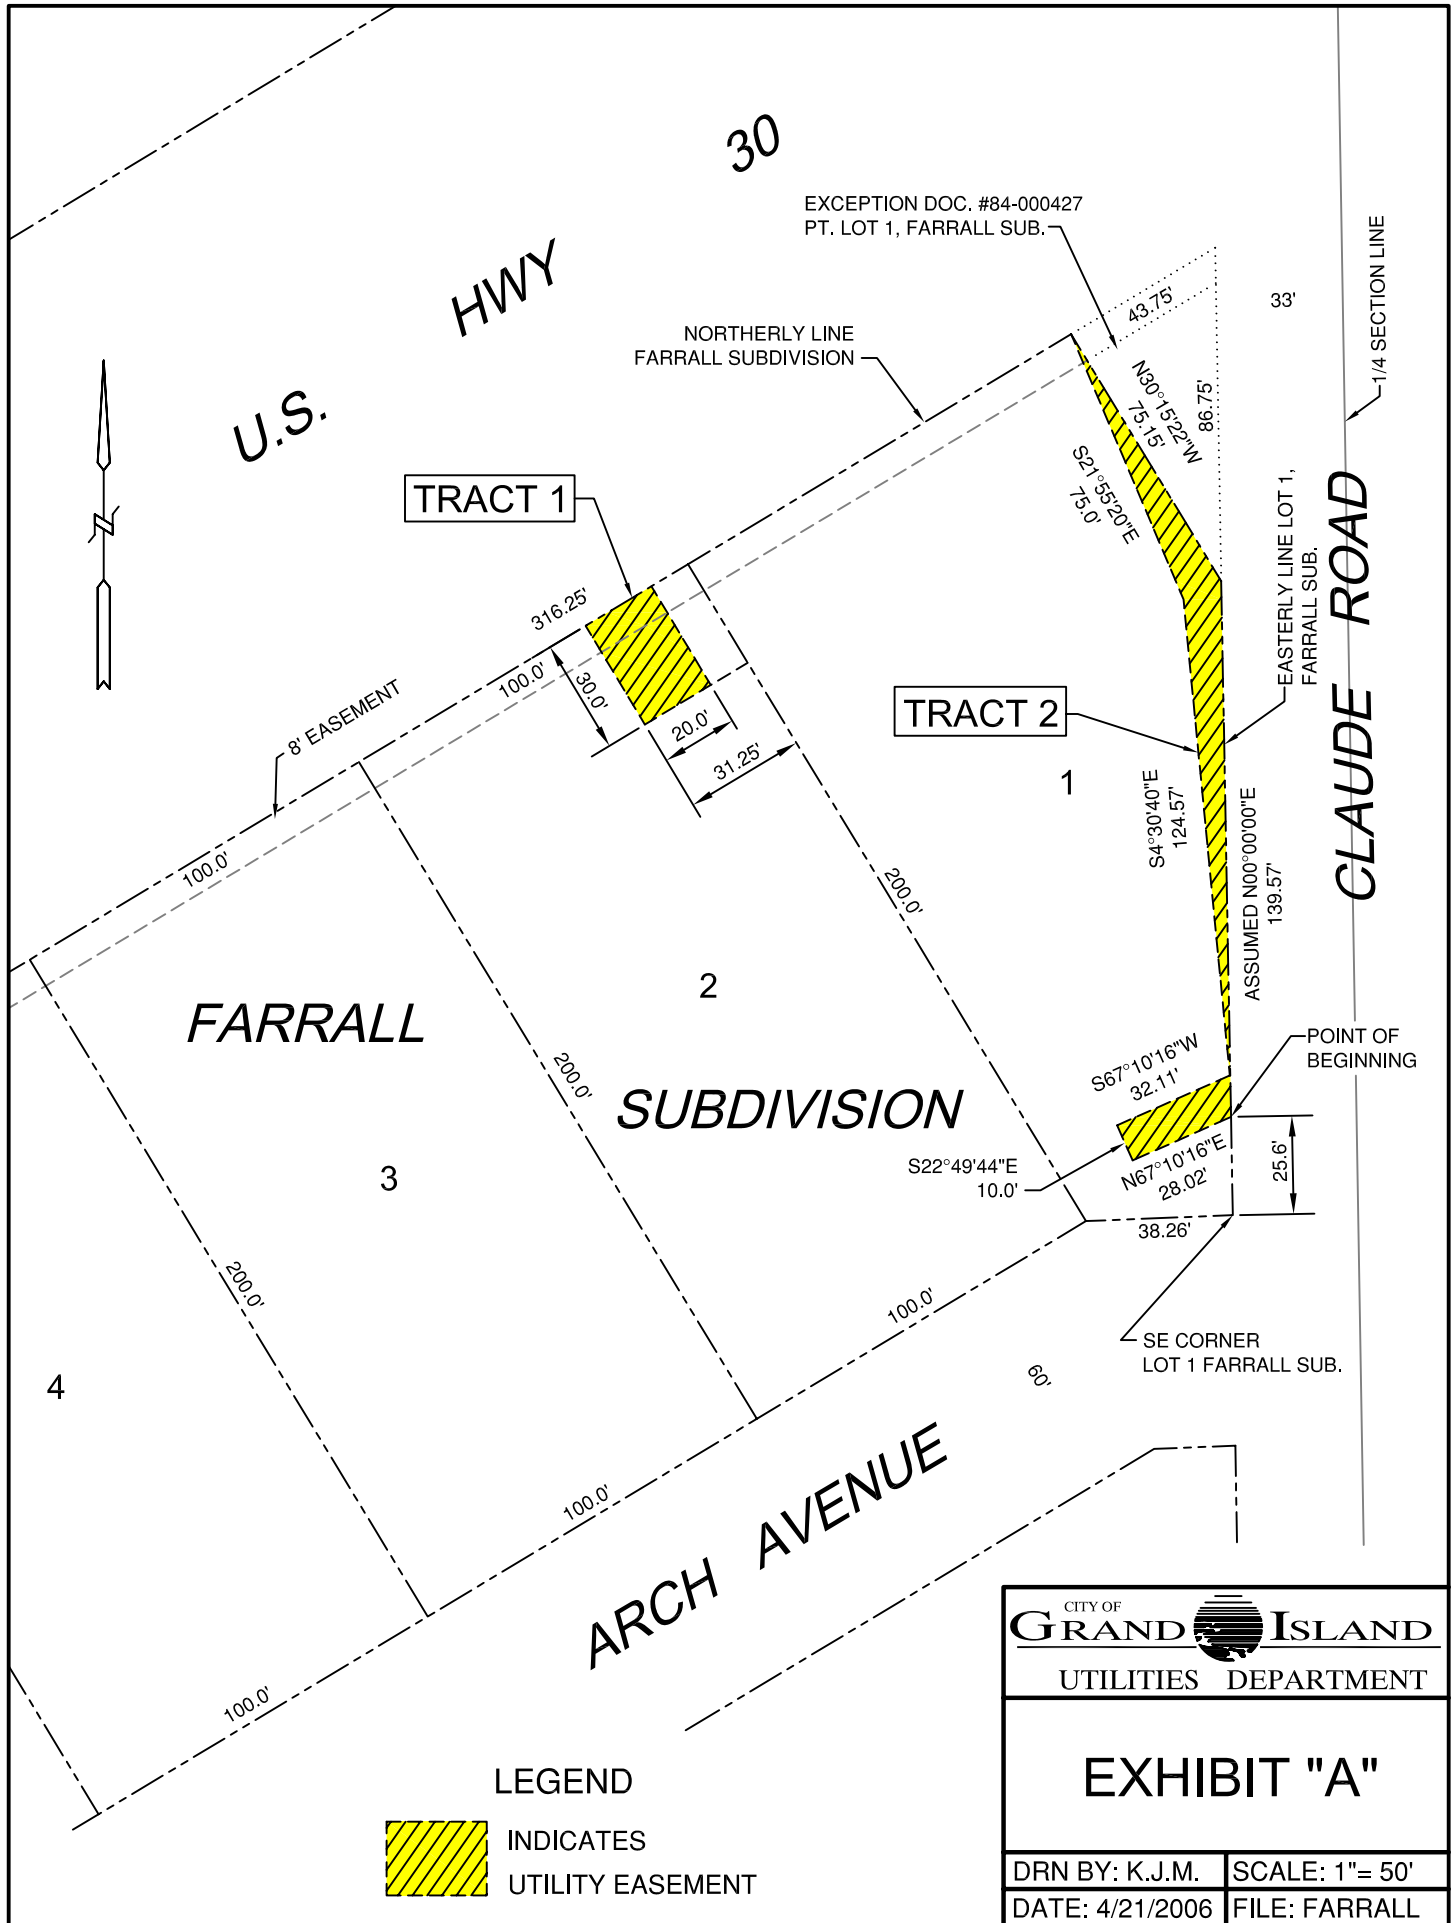 30
HWY
U.S.
EXCEPTION DOC. #84-000427
PT. LOT 1, FARRALL SUB.
43.75'
33'
1/4 SECTION LINE
NORTHERLY LINE
FARRALL SUBDIVISION
N30°15'22"W
75.15'
86.75'
S21°55'20"E
75.0'
TRACT 1
EASTERLY LINE LOT 1,
FARRALL SUB.
CLAUDE ROAD
316.25'
100.0'
30.0'
20.0'
31.25'
8' EASEMENT
TRACT 2
1
S4°30'40"E
124.57'
ASSUMED N00°00'00"E
139.57'
100.0'
200.0'
2
FARRALL
SUBDIVISION
200.0'
POINT OF
BEGINNING
S67°10'16"W
32.11'
S22°49'44"E
10.0'
N67°10'16"E
28.02'
25.6'
3
38.26'
200.0'
100.0'
SE CORNER
LOT 1 FARRALL SUB.
4
60'
100.0'
ARCH AVENUE
100.0'
LEGEND
INDICATES
UTILITY EASEMENT
CITY OF
GRAND ISLAND
UTILITIES DEPARTMENT
EXHIBIT "A"
DRN BY: K.J.M.
SCALE: 1"= 50'
DATE: 4/21/2006
FILE: FARRALL